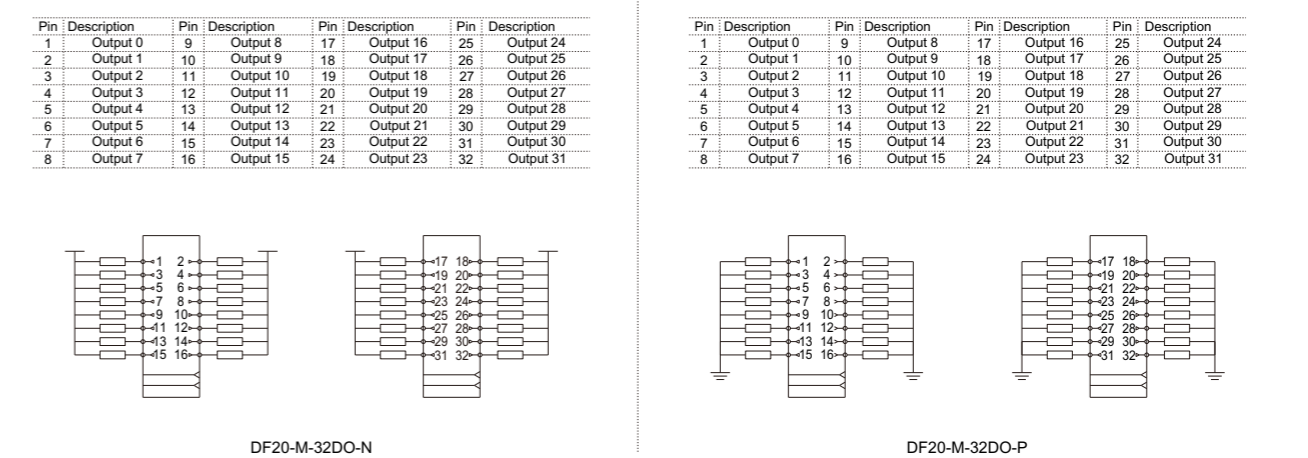 Pin Description Pin Description Pin Description Pin Description
1 Output 0 9 Output 8 17 Output 16 25 Output 24
2 Output 1 10 Output 9 18 Output 17 26 Output 25
3 Output 2 11 Output 10 19 Output 18 27 Output 26
4 Output 3 12 Output 11 20 Output 19 28 Output 27
5 Output 4 13 Output 12 21 Output 20 29 Output 28
6 Output 5 14 Output 13 22 Output 21 30 Output 29
7 Output 6 15 Output 14 23 Output 22 31 Output 30
8 Output 7 16 Output 15 24 Output 23 32 Output 31
1 2 17 18
3 4 19 20
5 6 21 22
7 8 23 24
9 10 25 26
11 12 27 28
13 14 29 30
15 16 31 32
DF20-M-32DO-N
Pin Description Pin Description Pin Description Pin Description
1 Output 0 9 Output 8 17 Output 16 25 Output 24
2 Output 1 10 Output 9 18 Output 17 26 Output 25
3 Output 2 11 Output 10 19 Output 18 27 Output 26
4 Output 3 12 Output 11 20 Output 19 28 Output 27
5 Output 4 13 Output 12 21 Output 20 29 Output 28
6 Output 5 14 Output 13 22 Output 21 30 Output 29
7 Output 6 15 Output 14 23 Output 22 31 Output 30
8 Output 7 16 Output 15 24 Output 23 32 Output 31
1 2 17 18
3 4 19 20
5 6 21 22
7 8 23 24
9 10 25 26
11 12 27 28
13 14 29 30
15 16 31 32
DF20-M-32DO-P